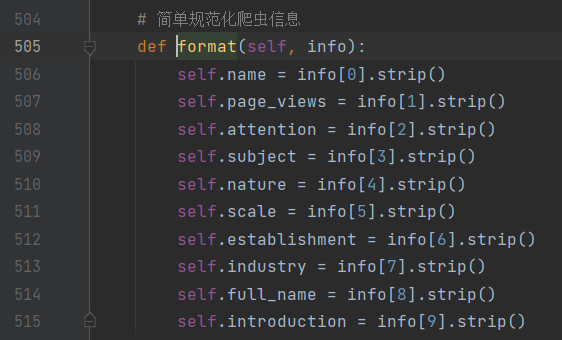 504 # 简单规范化爬虫信息
505 def format(self, info):
506 self.name = info[0].strip()
507 self.page_views = info[1].strip()
508 self.attention = info[2].strip()
509 self.subject = info[3].strip()
510 self.nature = info[4].strip()
511 self.scale = info[5].strip()
512 self.establishment = info[6].strip()
513 self.industry = info[7].strip()
514 self.full_name = info[8].strip()
515 self.introduction = info[9].strip()